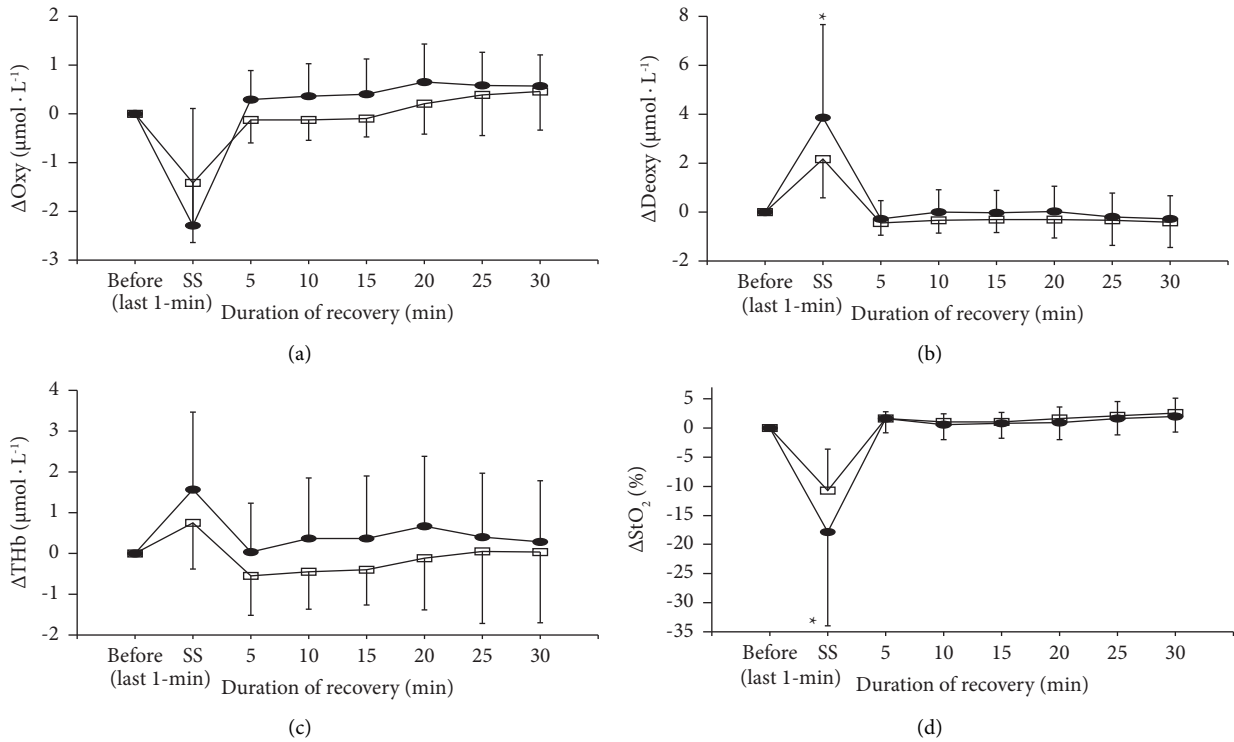 2
1
0
-1
-2
-3
ΔOxy (μmol · L⁻¹)
Before SS 5 10 15 20 25 30
(last 1-min) Duration of recovery (min)
(a)
8
6
4
2
0
-2
ΔDeoxy (μmol · L⁻¹)
*
Before SS 5 10 15 20 25 30
(last 1-min) Duration of recovery (min)
(b)
4
3
2
1
0
-1
-2
ΔTHb (μmol · L⁻¹)
Before SS 5 10 15 20 25 30
(last 1-min) Duration of recovery (min)
(c)
5
0
-5
-10
-15
-20
-25
-30
-35
ΔStO₂ (%)
*
Before SS 5 10 15 20 25 30
(last 1-min) Duration of recovery (min)
(d)